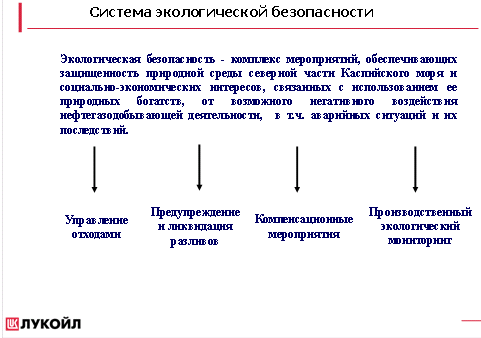 Система экологической безопасности
Экологическая безопасность - комплекс мероприятий, обеспечивающих
защищенность природной среды северной части Каспийского моря и
социально-экономических интересов, связанных с использованием ее
природных богатств, от возможного негативного воздействия
нефтегазодобывающей деятельности, в т.ч. аварийных ситуаций и их
последствий.
Управление
отходами
Предупреждение
и ликвидация
разливов
Компенсационные
мероприятия
Производственный
экологический
мониторинг
ЛУКОЙЛ